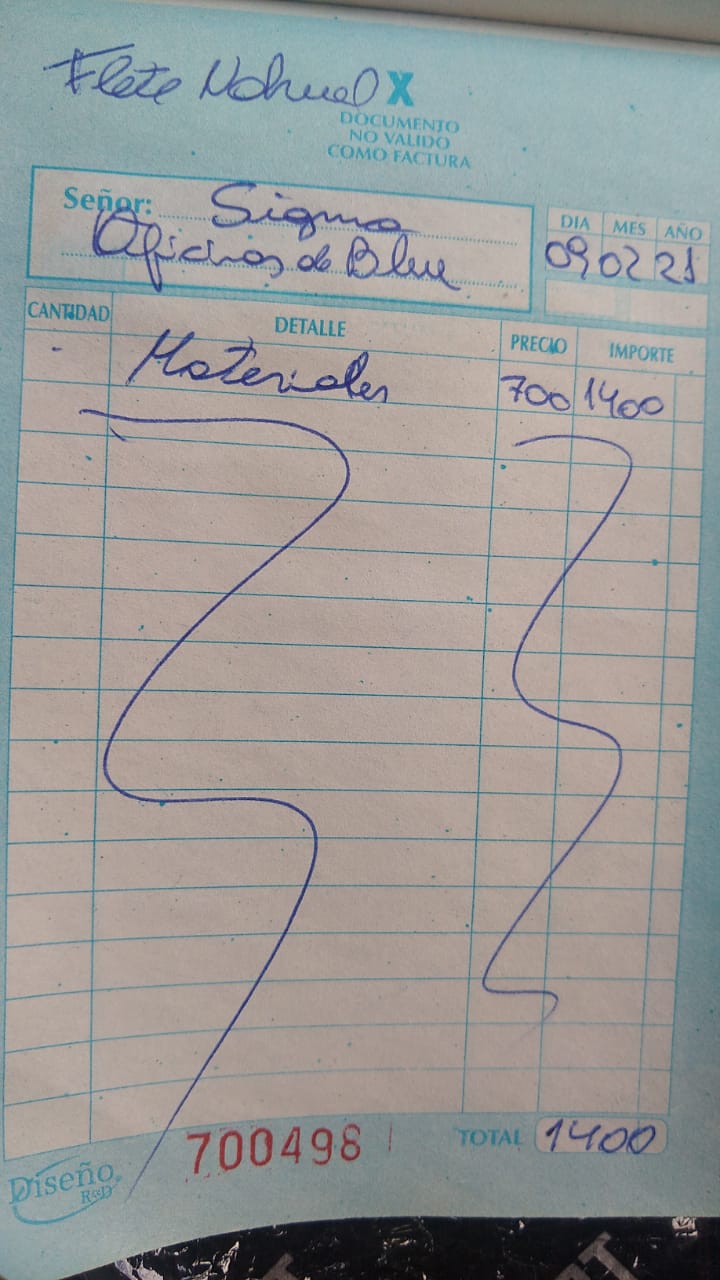 Flete Nahuel X
DOCUMENTO
NO VALIDO
COMO FACTURA
Señor: Sigma
Oficinas de Blue
DIA MES AÑO
09 02 21
CANTIDAD DETALLE PRECIO IMPORTE
- Materiales 700 1400
700498
TOTAL 1400
Diseño
R&D